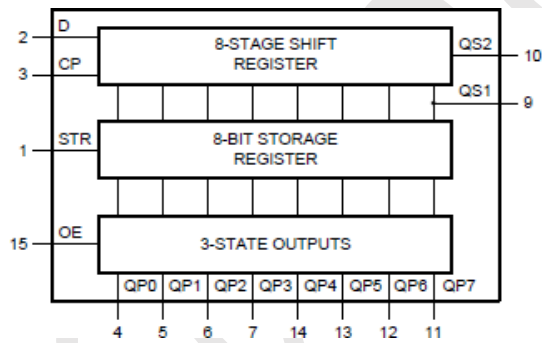 D
2
8-STAGE SHIFT
REGISTER
QS2
10
CP
3
QS1
9
STR
1
8-BIT STORAGE
REGISTER
OE
15
3-STATE OUTPUTS
QP0 QP1 QP2 QP3 QP4 QP5 QP6 QP7
4 5 6 7 14 13 12 11